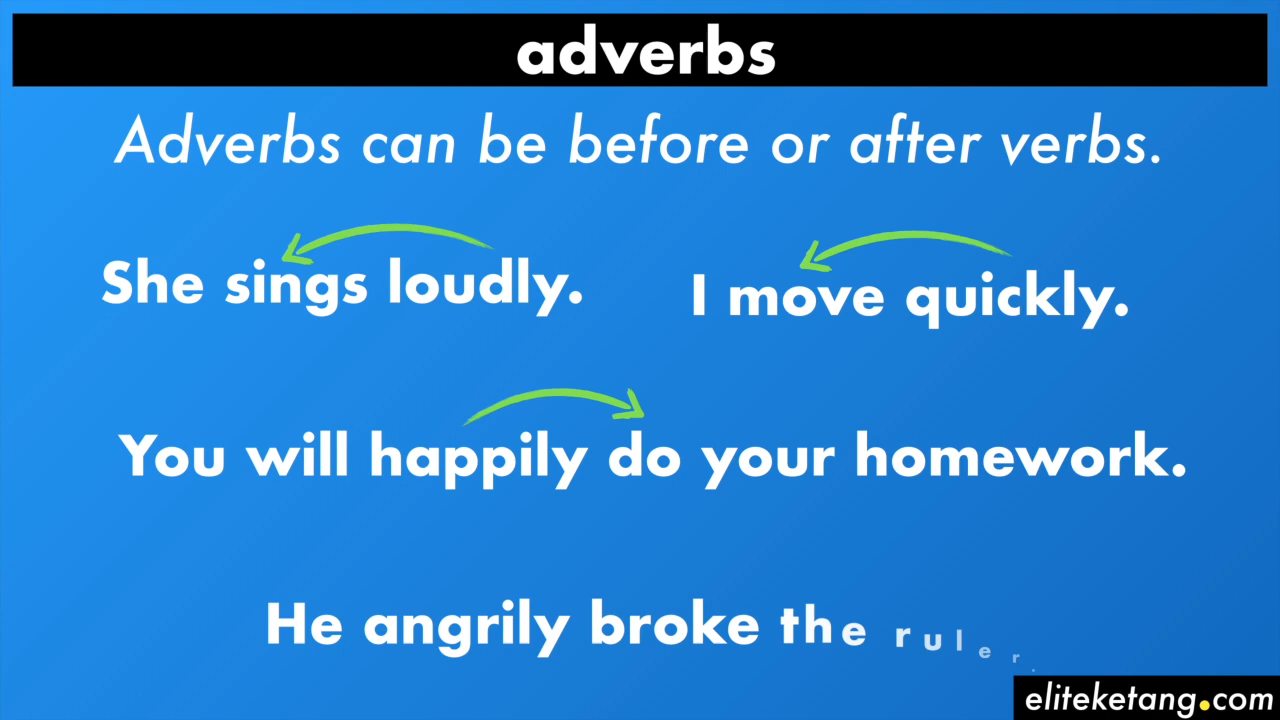 adverbs
Adverbs can be before or after verbs.
She sings loudly. I move quickly.
You will happily do your homework.
He angrily broke the ruler.
eliteketang.com